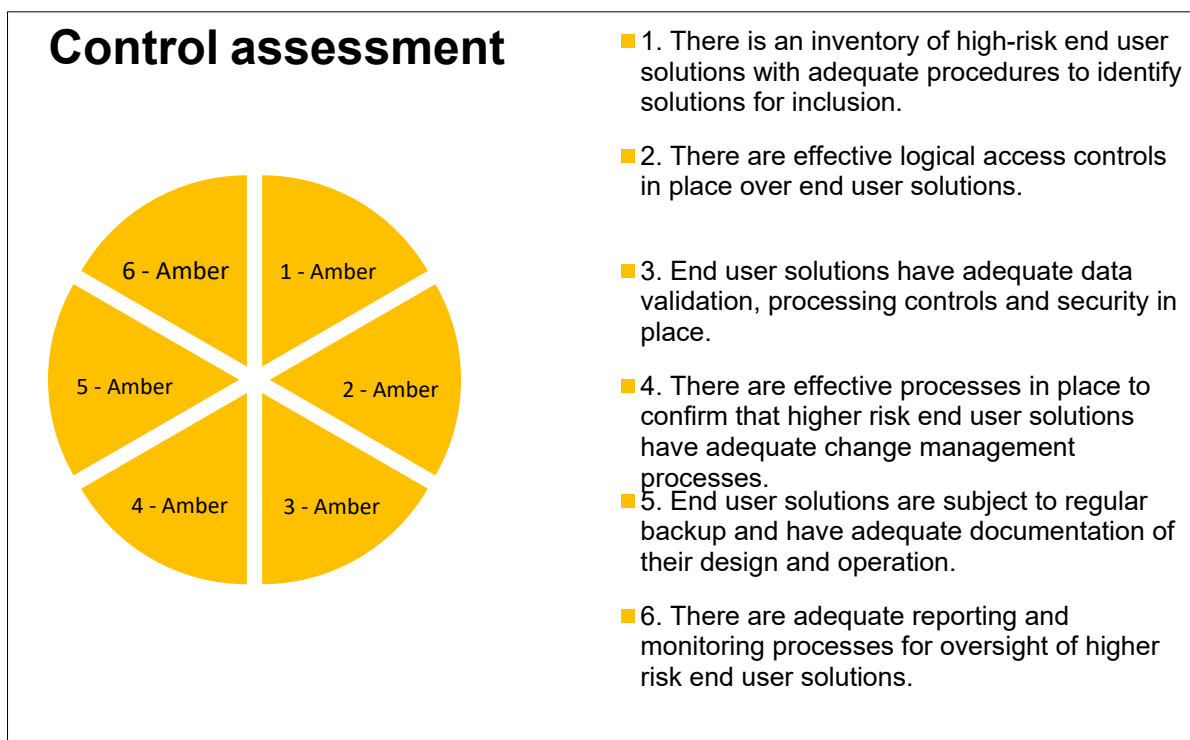 Control assessment
6 - Amber
1 - Amber
5 - Amber
2 - Amber
4 - Amber
3 - Amber
1. There is an inventory of high-risk end user
solutions with adequate procedures to identify
solutions for inclusion.
2. There are effective logical access controls
in place over end user solutions.
3. End user solutions have adequate data
validation, processing controls and security in
place.
4. There are effective processes in place to
confirm that higher risk end user solutions
have adequate change management
processes.
5. End user solutions are subject to regular
backup and have adequate documentation of
their design and operation.
6. There are adequate reporting and
monitoring processes for oversight of higher
risk end user solutions.